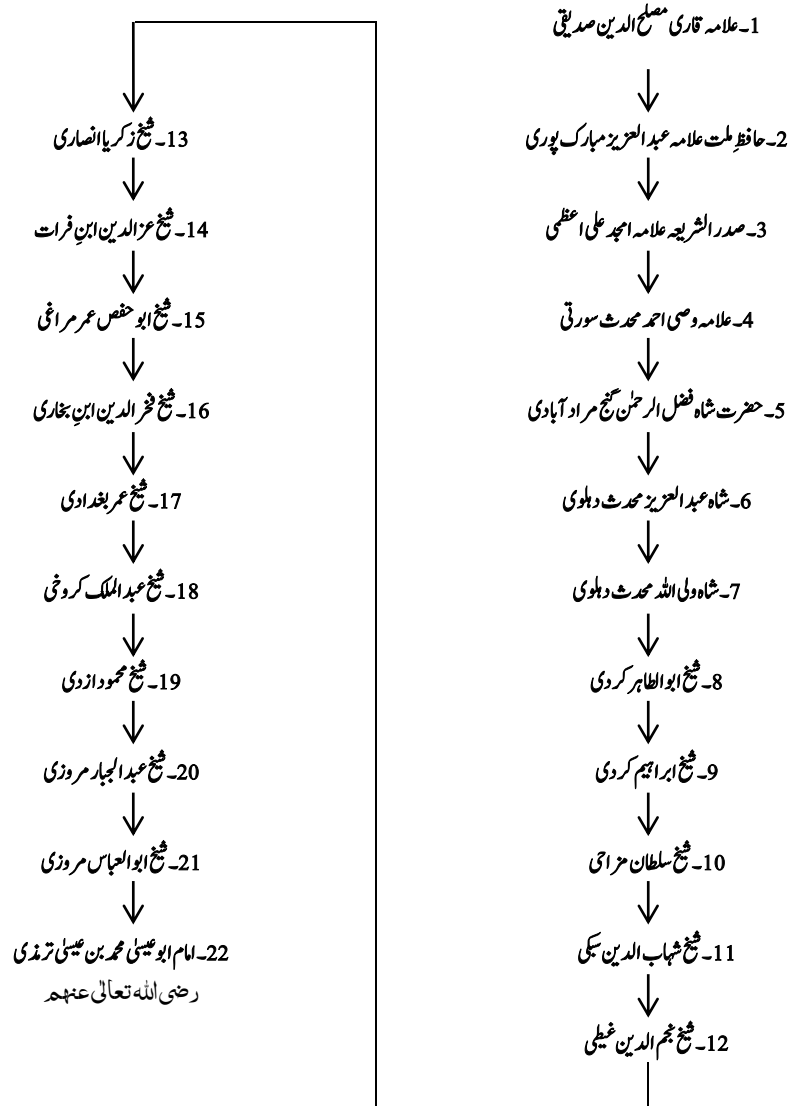 1۔علامہ قاری مصلح الدین صدیقی
2۔حافظِ ملت علامہ عبد العزیز مبارک پوری
3۔صدر الشریعہ علامہ امجد علی اعظمی
4۔علامہ وصی احمد محدث سورتی
5۔حضرت شاہ فضل الرحمٰن گنج مراد آبادی
6۔شاہ عبد العزیز محدث دہلوی
7۔شاہ ولی اللہ محدث دہلوی
8۔شیخ ابو الطاہر کردی
9۔شیخ ابراہیم کردی
10۔شیخ سلطان مزاحی
11۔شیخ شہاب الدین سبکی
12۔شیخ نجم الدین غیطی
13۔شیخ زکریا انصاری
14۔شیخ عز الدین ابنِ فرات
15۔شیخ ابو حفص عمر مراغی
16۔شیخ فخر الدین ابنِ بخاری
17۔شیخ عمر بغدادی
18۔شیخ عبد الملک کروخی
19۔شیخ محمود ازدی
20۔شیخ عبد الجبار مروزی
21۔شیخ ابو العباس مروزی
22۔امام ابو عیسیٰ محمد بن عیسیٰ ترمذی
رضی اللہ تعالٰی عنہم